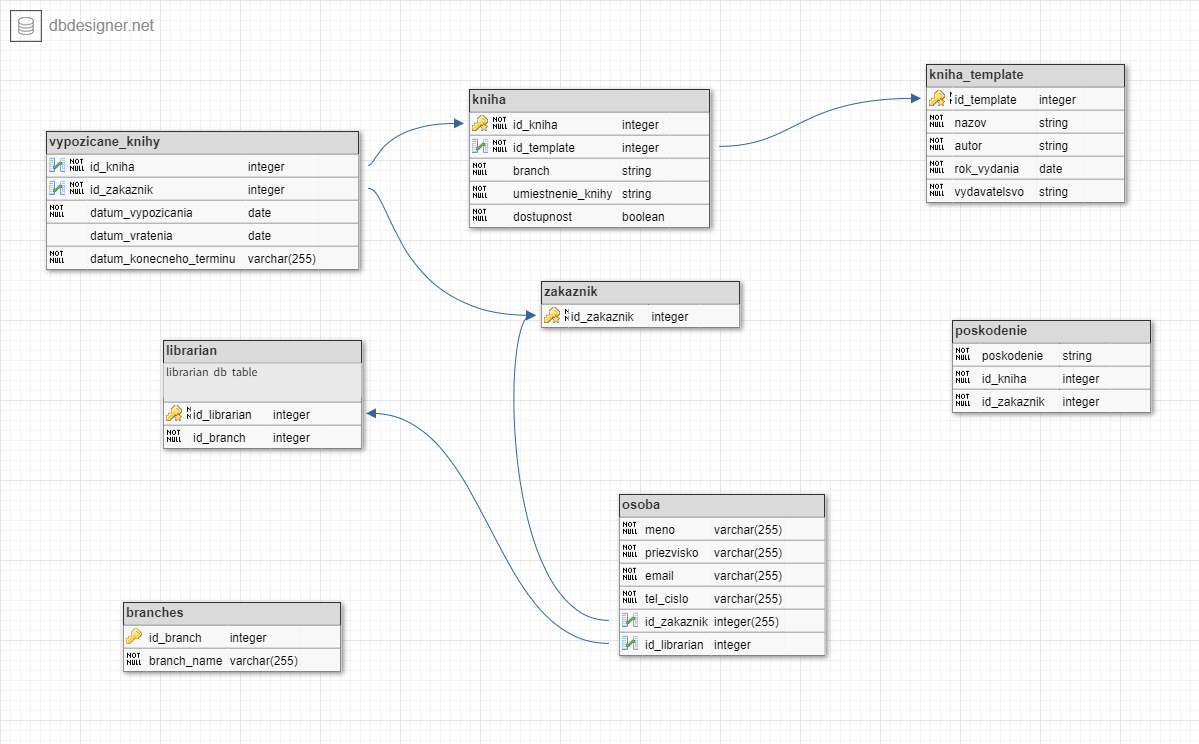 dbdesigner.net
kniha_template
id_template integer
NOT NULL nazov string
NOT NULL autor string
NOT NULL rok_vydania date
NOT NULL vydavatelsvo string
kniha
NOT NULL id_kniha integer
NOT NULL id_template integer
NOT NULL branch string
NOT NULL umiestnenie_knihy string
NOT NULL dostupnost boolean
vypozicane_knihy
NOT NULL id_kniha integer
NOT NULL id_zakaznik integer
NOT NULL datum_vypozicania date
datum_vratenia date
NOT NULL datum_konecneho_terminu varchar(255)
zakaznik
id_zakaznik integer
poskodenie
NOT NULL poskodenie string
NOT NULL id_kniha integer
NOT NULL id_zakaznik integer
librarian
librarian db table
id_librarian integer
NOT NULL id_branch integer
osoba
NOT NULL meno varchar(255)
NOT NULL priezvisko varchar(255)
NOT NULL email varchar(255)
NOT NULL tel_cislo varchar(255)
id_zakaznik integer(255)
id_librarian integer
branches
id_branch integer
NOT NULL branch_name varchar(255)